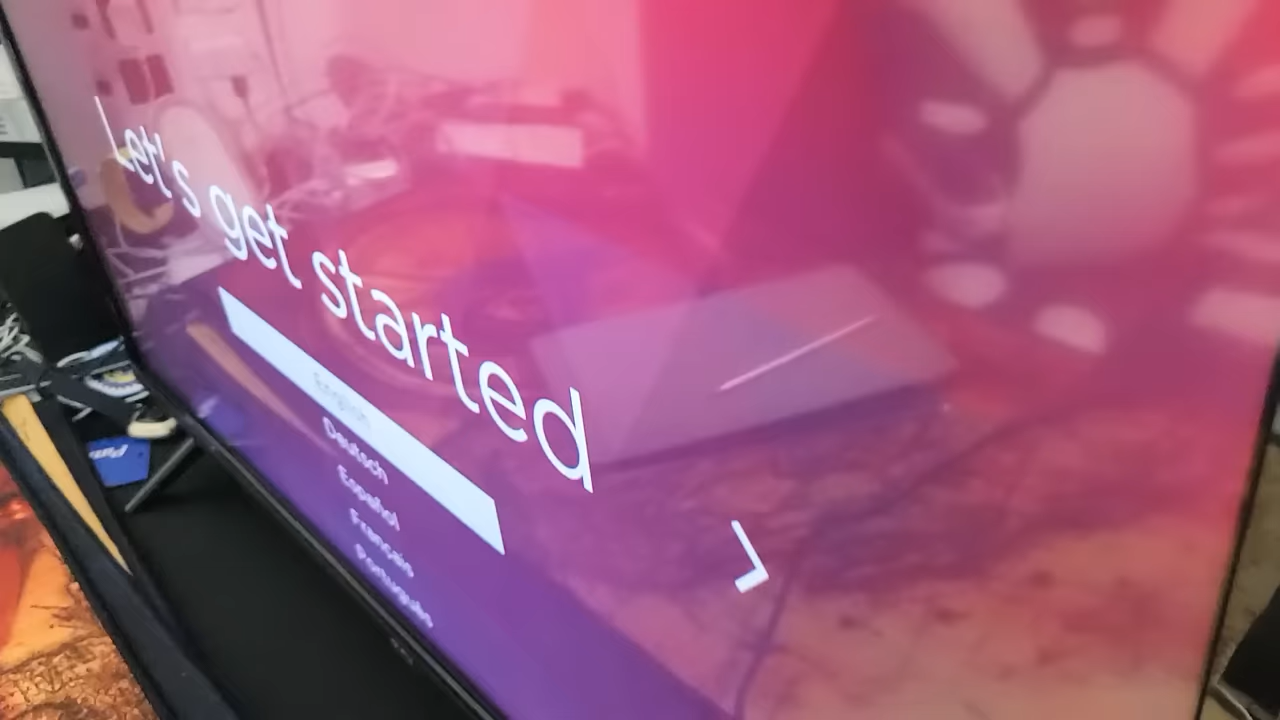 Let's get started
English
Deutsch
Español
Français
Português